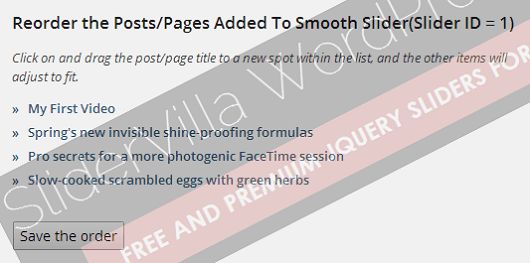 Reorder the Posts/Pages Added To Smooth Slider(Slider ID = 1)
Click on and drag the post/page title to a new spot within the list, and the other items will
adjust to fit.
» My First Video
» Spring's new invisible shine-proofing formulas
» Pro secrets for a more photogenic FaceTime session
» Slow-cooked scrambled eggs with green herbs
Save the order
SliderVilla WordPre
FREE AND PREMIUM JQUERY SLIDERS FOR